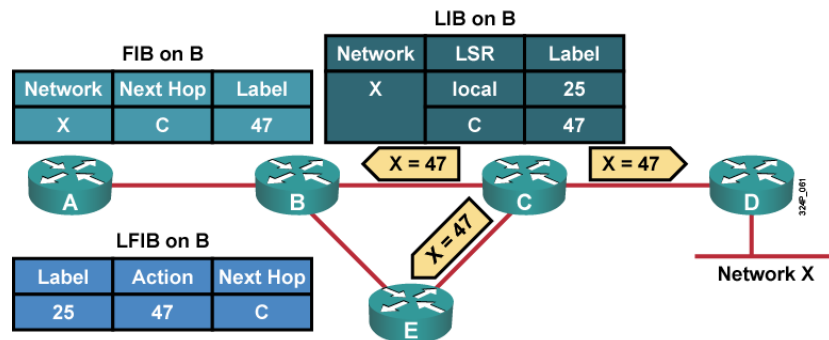 FIB on B
Network Next Hop Label
X C 47
LIB on B
Network LSR Label
X local 25
C 47
X = 47
X = 47
X = 47
A
B
C
D
E
324P_061
Network X
LFIB on B
Label Action Next Hop
25 47 C